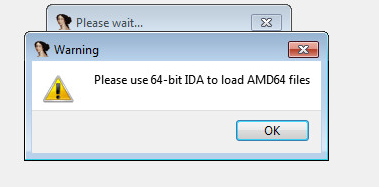 Please wait...
Warning
Please use 64-bit IDA to load AMD64 files
OK